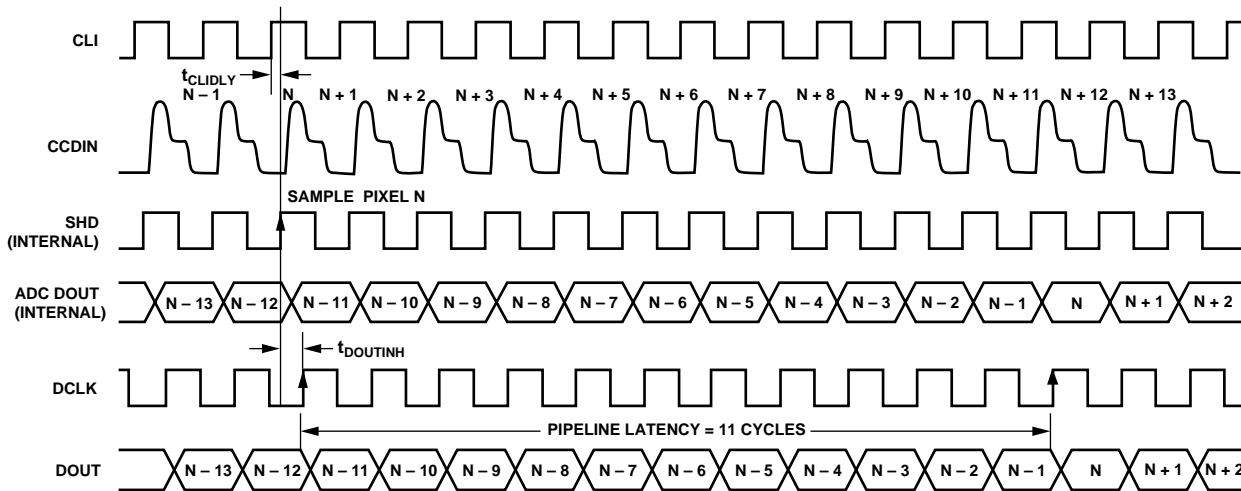 CLI
tCLIDLY
N – 1 N N + 1 N + 2 N + 3 N + 4 N + 5 N + 6 N + 7 N + 8 N + 9 N + 10 N + 11 N + 12 N + 13
CCDIN
SAMPLE PIXEL N
SHD
(INTERNAL)
ADC DOUT
(INTERNAL)
N – 13 N – 12 N – 11 N – 10 N – 9 N – 8 N – 7 N – 6 N – 5 N – 4 N – 3 N – 2 N – 1 N N + 1 N + 2
tDOUTINH
DCLK
PIPELINE LATENCY = 11 CYCLES
DOUT
N – 13 N – 12 N – 11 N – 10 N – 9 N – 8 N – 7 N – 6 N – 5 N – 4 N – 3 N – 2 N – 1 N N + 1 N + 2